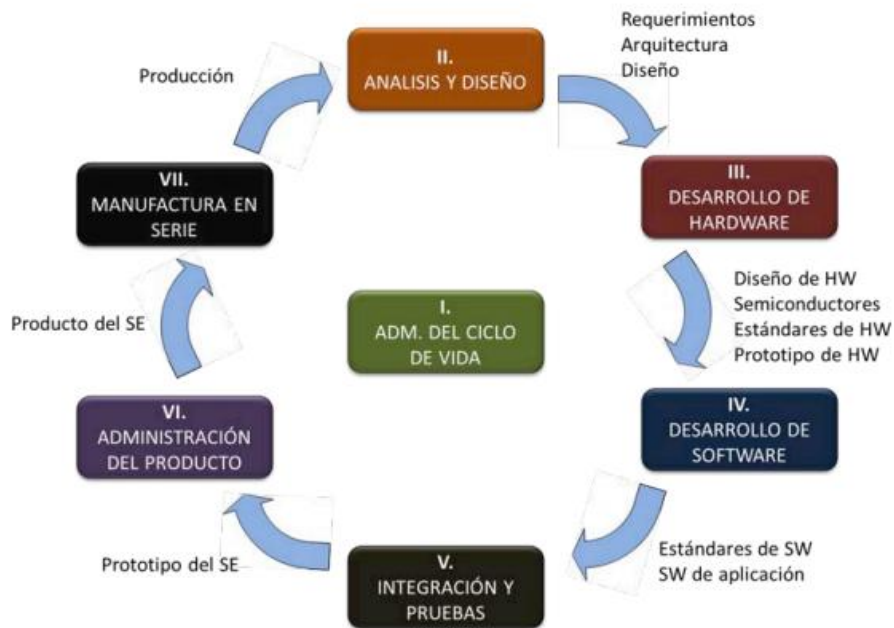 II.
ANALISIS Y DISEÑO
Requerimientos
Arquitectura
Diseño
III.
DESARROLLO DE
HARDWARE
Diseño de HW
Semiconductores
Estándares de HW
Prototipo de HW
IV.
DESARROLLO DE
SOFTWARE
Estándares de SW
SW de aplicación
V.
INTEGRACIÓN Y
PRUEBAS
Prototipo del SE
VI.
ADMINISTRACIÓN
DEL PRODUCTO
Producto del SE
VII.
MANUFACTURA EN
SERIE
Producción
I.
ADM. DEL CICLO
DE VIDA